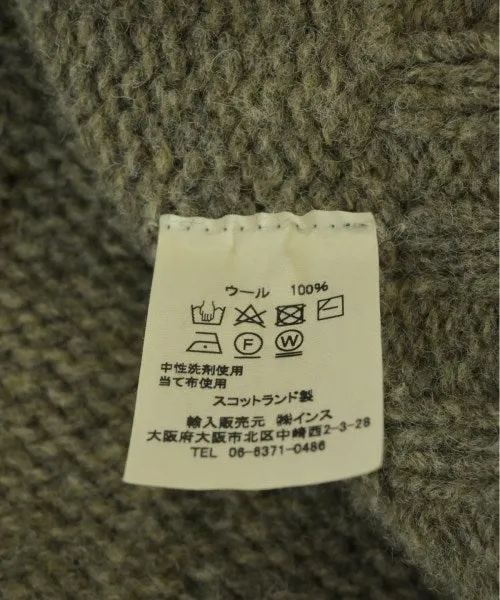 ウール 100%
F W
中性洗剤使用
当て布使用
スコットランド製
輸入販売元 ㈱インス
大阪府大阪市北区中崎西2-3-28
TEL 06-6371-0486